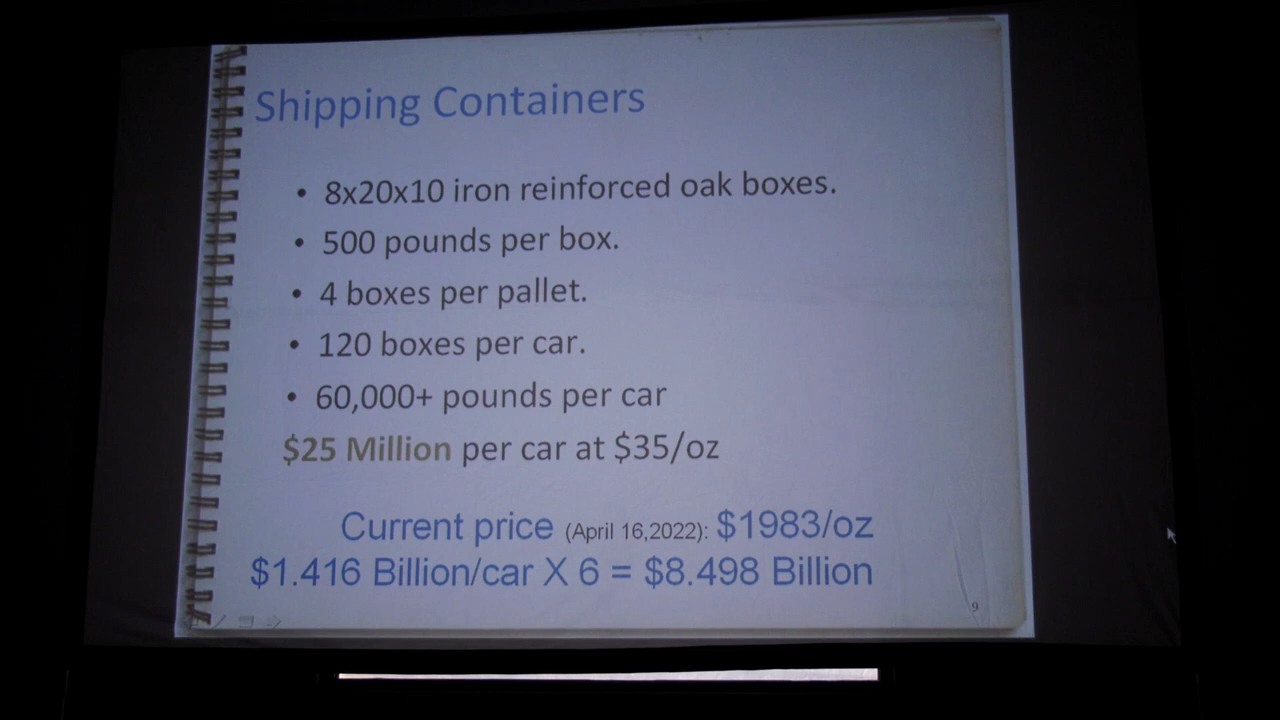 Shipping Containers
• 8x20x10 iron reinforced oak boxes.
• 500 pounds per box.
• 4 boxes per pallet.
• 120 boxes per car.
• 60,000+ pounds per car
$25 Million per car at $35/oz
Current price (April 16,2022): $1983/oz
$1.416 Billion/car X 6 = $8.498 Billion
9